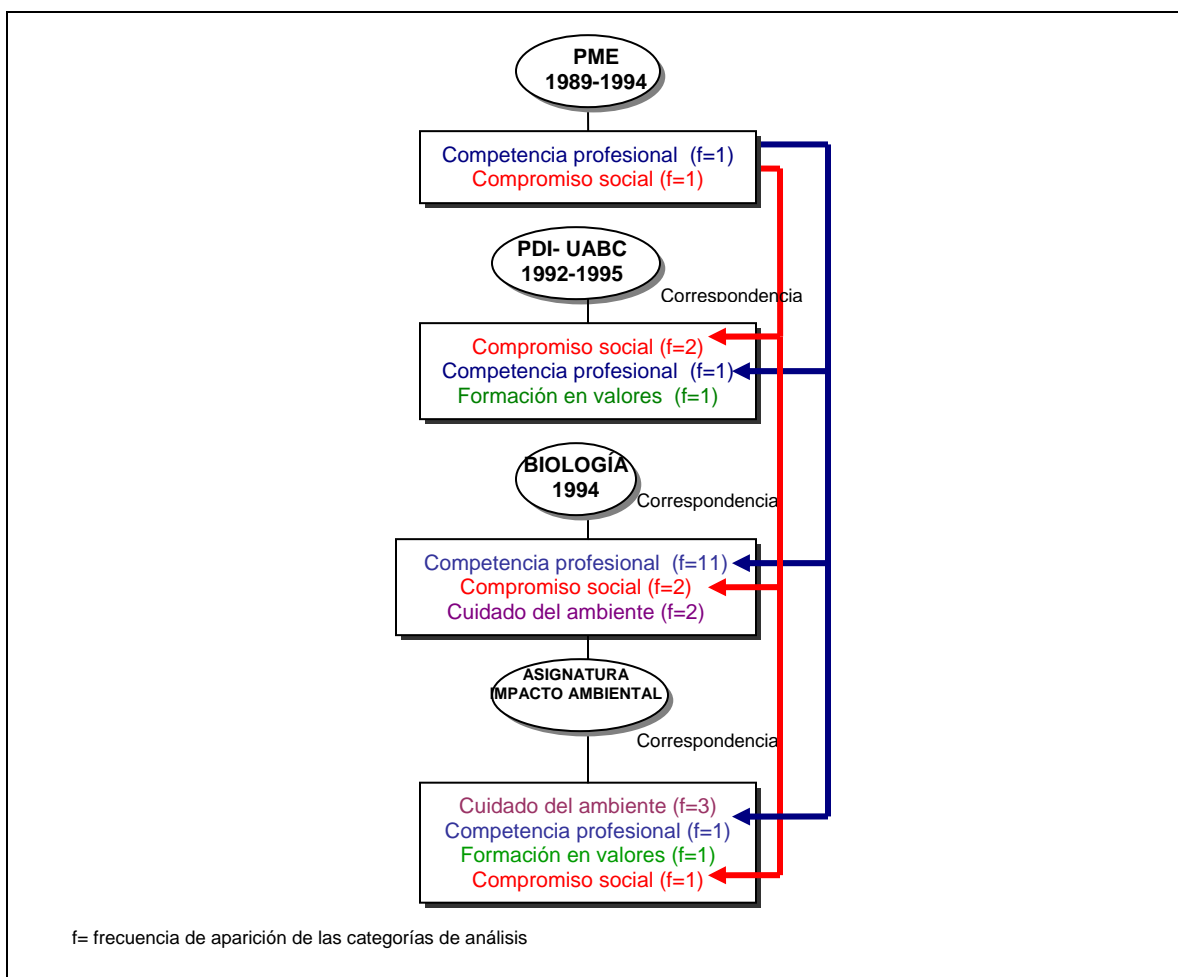 PME
1989-1994
Competencia profesional (f=1)
Compromiso social (f=1)
PDI- UABC
1992-1995
Correspondencia
Compromiso social (f=2)
Competencia profesional (f=1)
Formación en valores (f=1)
BIOLOGÍA
1994
Correspondencia
Competencia profesional (f=11)
Compromiso social (f=2)
Cuidado del ambiente (f=2)
ASIGNATURA
IMPACTO AMBIENTAL
Correspondencia
Cuidado del ambiente (f=3)
Competencia profesional (f=1)
Formación en valores (f=1)
Compromiso social (f=1)
f= frecuencia de aparición de las categorías de análisis